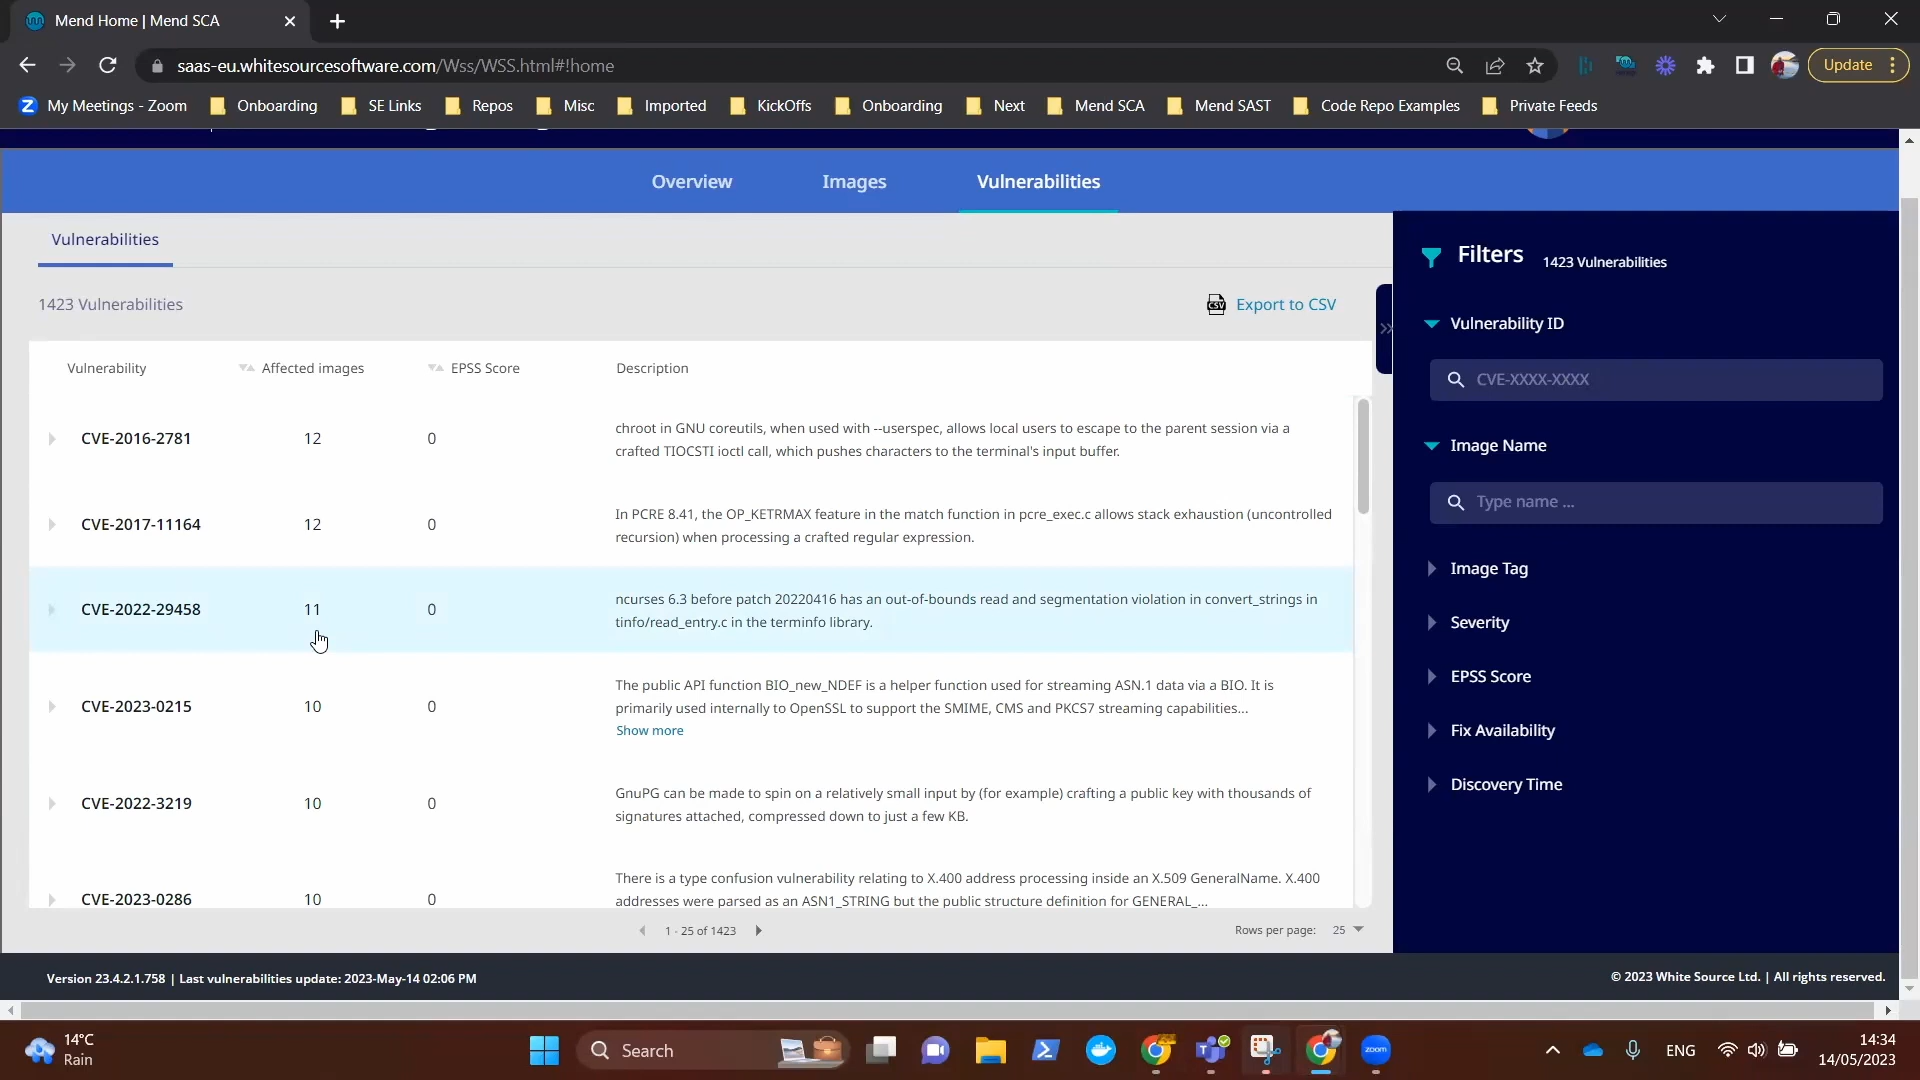 Mend Home | Mend SCA
saas-eu.whitesourcesoftware.com/Wss/WSS.html#!home
Update
My Meetings - Zoom
Onboarding
SE Links
Repos
Misc
Imported
KickOffs
Onboarding
Next
Mend SCA
Mend SAST
Code Repo Examples
Private Feeds
Overview
Images
Vulnerabilities
Vulnerabilities
1423 Vulnerabilities
CSV
Export to CSV
Vulnerability
Affected images
EPSS Score
Description
CVE-2016-2781
12
0
chroot in GNU coreutils, when used with --userspec, allows local users to escape to the parent session via a
crafted TIOCSTI ioctl call, which pushes characters to the terminal's input buffer.
CVE-2017-11164
12
0
In PCRE 8.41, the OP_KETRMAX feature in the match function in pcre_exec.c allows stack exhaustion (uncontrolled
recursion) when processing a crafted regular expression.
CVE-2022-29458
11
0
ncurses 6.3 before patch 20220416 has an out-of-bounds read and segmentation violation in convert_strings in
tinfo/read_entry.c in the terminfo library.
CVE-2023-0215
10
0
The public API function BIO_new_NDEF is a helper function used for streaming ASN.1 data via a BIO. It is
primarily used internally to OpenSSL to support the SMIME, CMS and PKCS7 streaming capabilities...
Show more
CVE-2022-3219
10
0
GnuPG can be made to spin on a relatively small input by (for example) crafting a public key with thousands of
signatures attached, compressed down to just a few KB.
CVE-2023-0286
10
0
There is a type confusion vulnerability relating to X.400 address processing inside an X.509 GeneralName. X.400
addresses were parsed as an ASN1_STRING but the public structure definition for GENERAL_...
1 - 25 of 1423
Rows per page:
25
Filters
1423 Vulnerabilities
Vulnerability ID
CVE-XXXX-XXXX
Image Name
Type name ...
Image Tag
Severity
EPSS Score
Fix Availability
Discovery Time
Version 23.4.2.1.758 | Last vulnerabilities update: 2023-May-14 02:06 PM
© 2023 White Source Ltd. | All rights reserved.
14°C
Rain
Search
zoom
ENG
14:34
14/05/2023